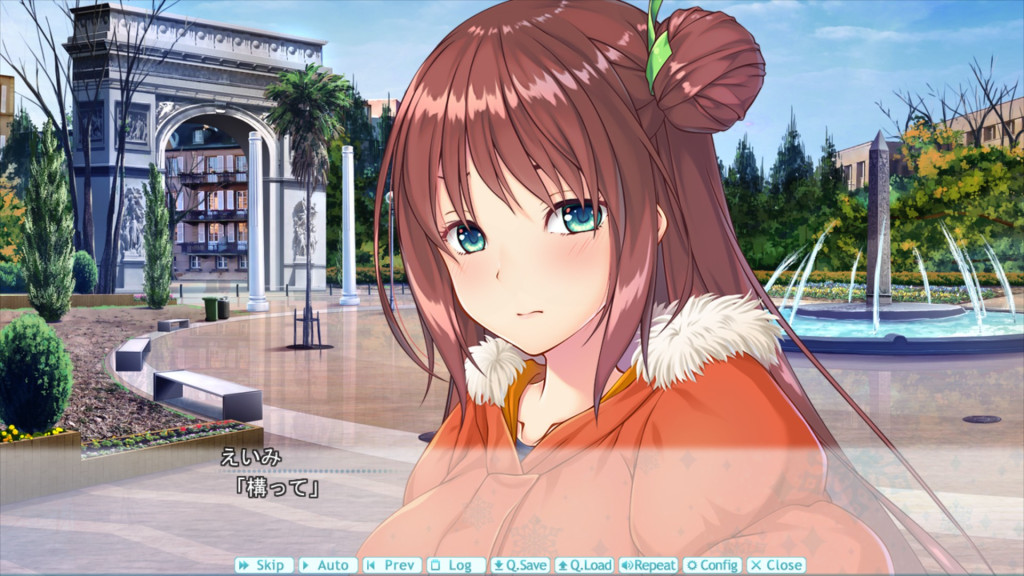 えいみ
「構って」
Skip Auto Prev Log Q.Save Q.Load Repeat Config Close